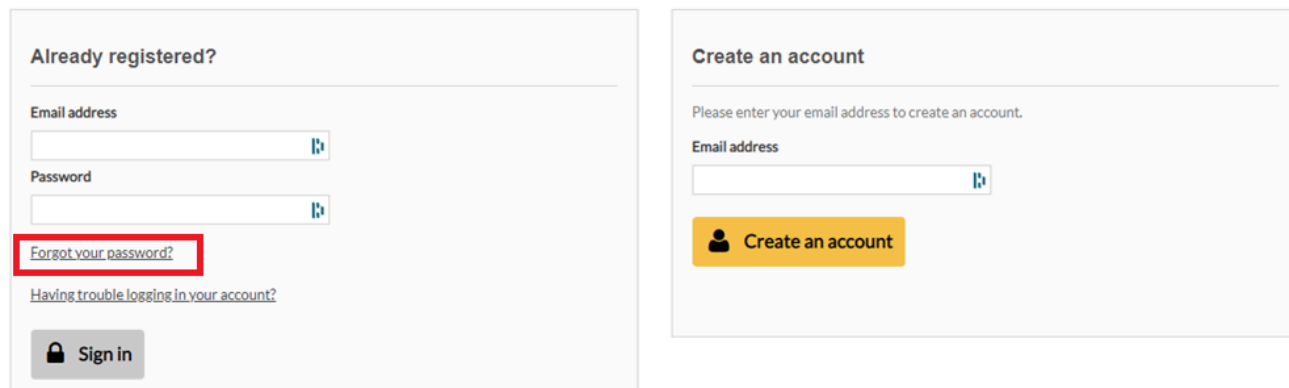 Already registered?
Email address
Password
Forgot your password?
Having trouble logging in your account?
Sign in
Create an account
Please enter your email address to create an account.
Email address
Create an account